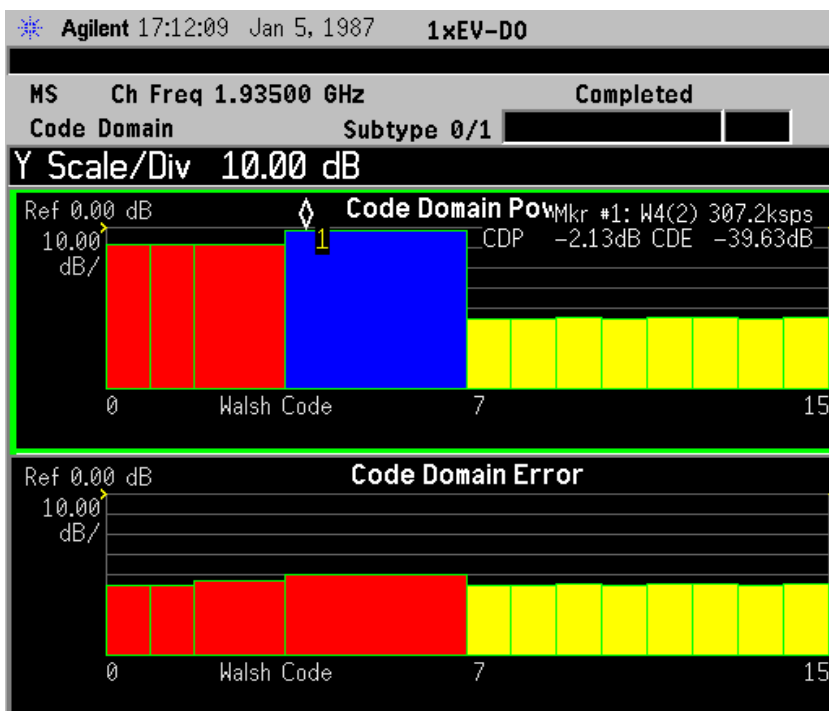 Agilent 17:12:09 Jan 5, 1987 1xEV-DO
MS Ch Freq 1.93500 GHz Completed
Code Domain Subtype 0/1
Y Scale/Div 10.00 dB
Ref 0.00 dB Code Domain Pow Mkr #1: W4(2) 307.2ksps
10.00 1 CDP -2.13dB CDE -39.63dB
dB/
0 Walsh Code 7 15
Ref 0.00 dB Code Domain Error
10.00
dB/
0 Walsh Code 7 15